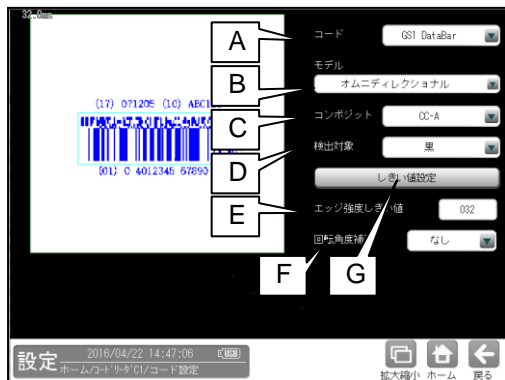 32.0mm
A
コード
GS1 DataBar
モデル
B
オムニディレクショナル
(17) 071205 (10) ABC1
C
コンポジット
CC-A
D
検出対象
黒
(01) 0 4012345 67890
しきい値設定
E
エッジ強度しきい値
032
F
回転角度補
なし
G
設定
2016/04/22 14:47:06
USB
ホーム/コードリーダC1/コード設定
拡大縮小
ホーム
戻る